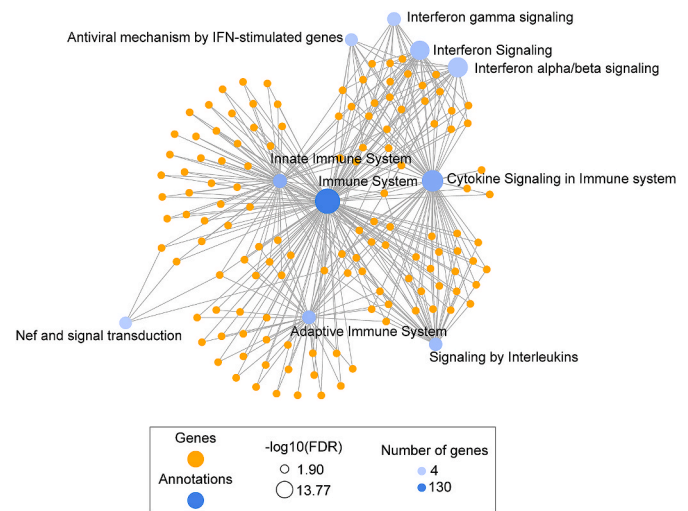 Interferon gamma signaling
Antiviral mechanism by IFN-stimulated genes
Interferon Signaling
Interferon alpha/beta signaling
Innate Immune System
Immune System
Cytokine Signaling in Immune system
Nef and signal transduction
Adaptive Immune System
Signaling by Interleukins
Genes
Annotations
-log10(FDR)
1.90
13.77
Number of genes
4
130